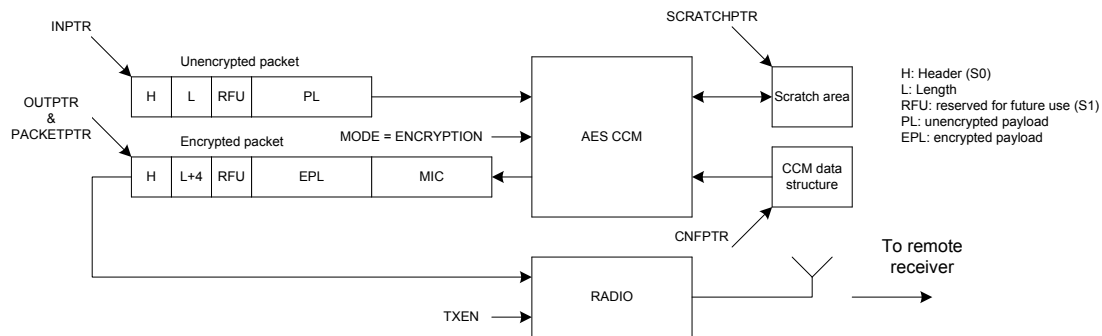 SCRATCHPTR
INPTR
Unencrypted packet
H L RFU PL
OUTPTR
&
PACKETPTR
Encrypted packet
H L+4 RFU EPL MIC
MODE = ENCRYPTION
AES CCM
Scratch area
CCM data
structure
CNFPTR
H: Header (S0)
L: Length
RFU: reserved for future use (S1)
PL: unencrypted payload
EPL: encrypted payload
RADIO
TXEN
To remote
receiver